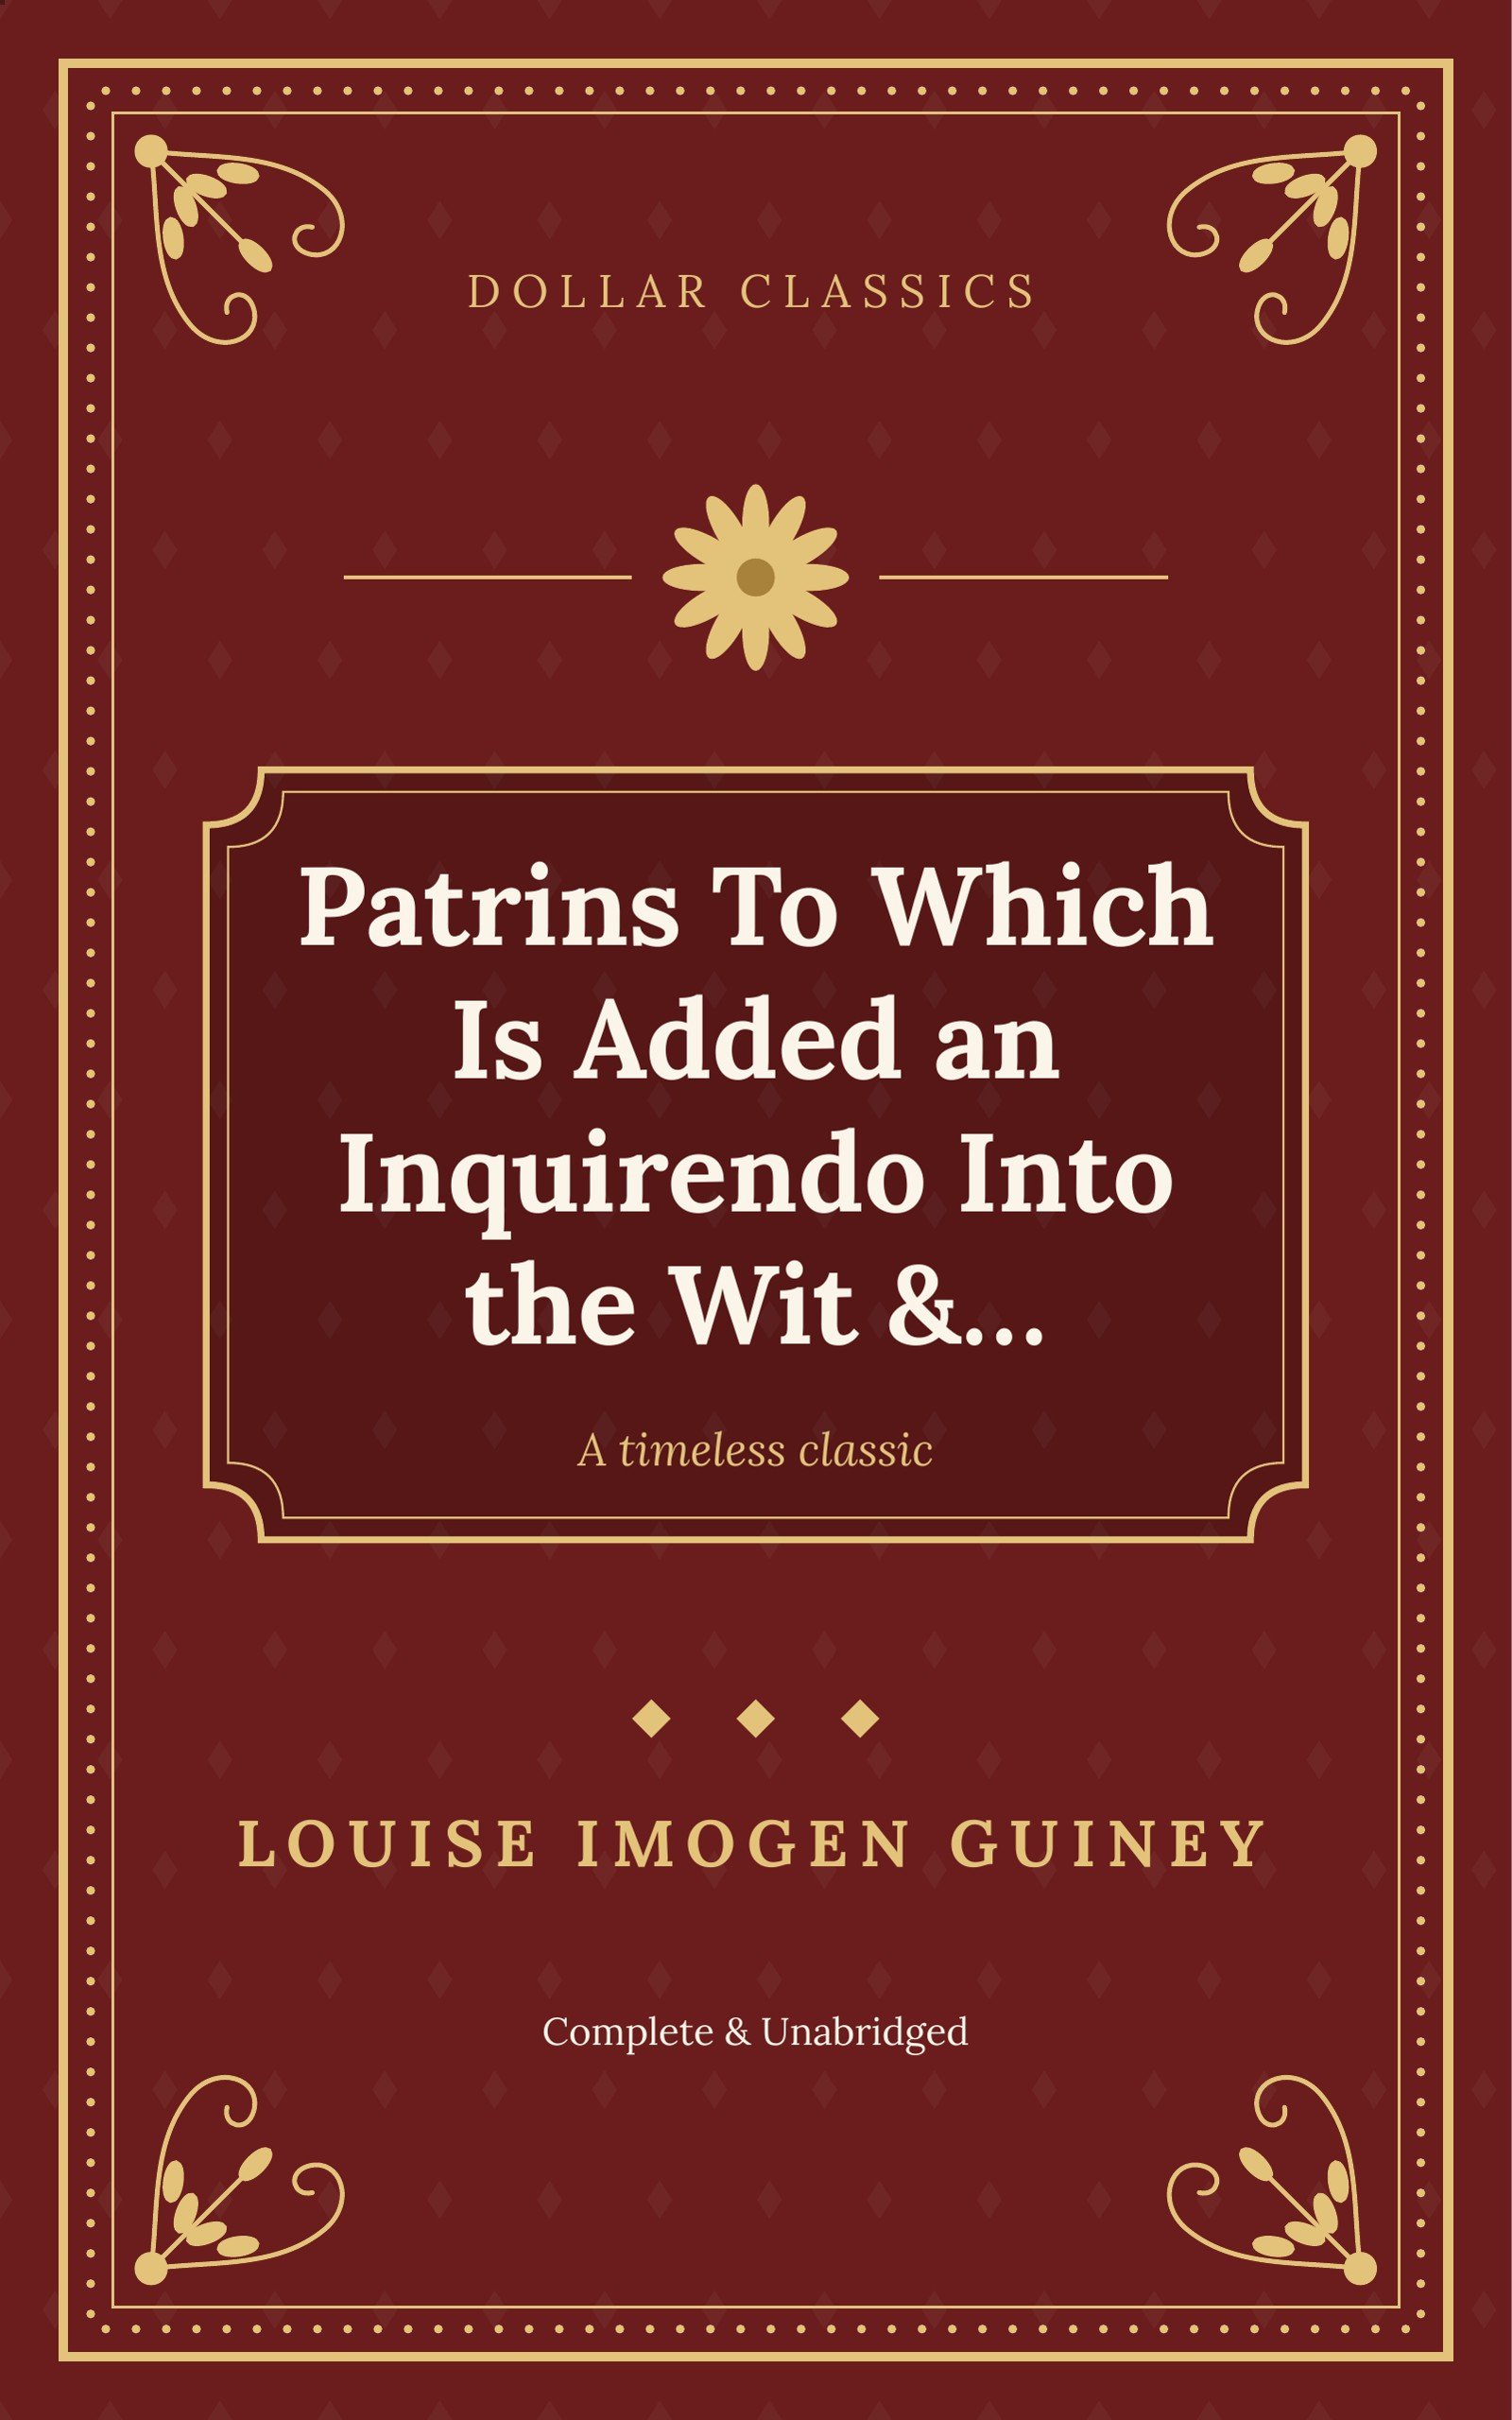 DOLLAR CLASSICS
Patrins To Which
Is Added an
Inquirendo Into
the Wit &...
A timeless classic
LOUISE IMOGEN GUINEY
Complete & Unabridged